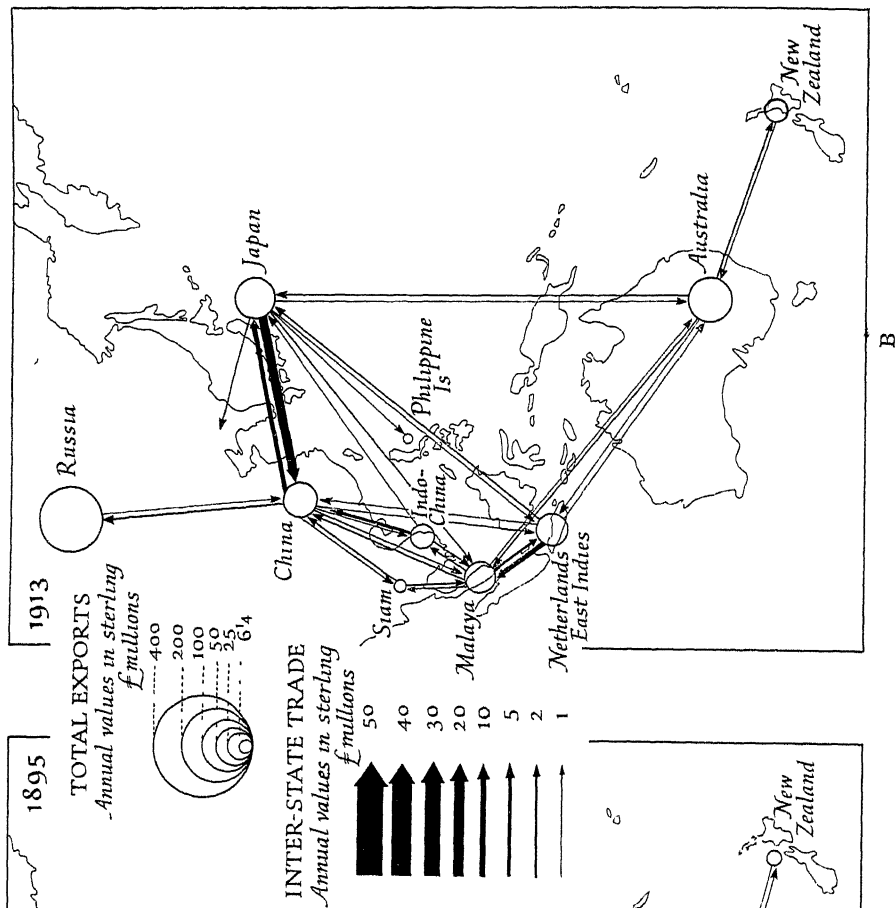 1895
New
Zealand
TOTAL EXPORTS
Annual values in sterling
£millions
400
200
100
50
25
6¼
INTER-STATE TRADE
Annual values in sterling
£millions
50
40
30
20
10
5
2
1
1913
Russia
Japan
China
Siam
Indo-
China
Philippine
Is
Malaya
Netherlands
East Indies
Australia
New
Zealand
B